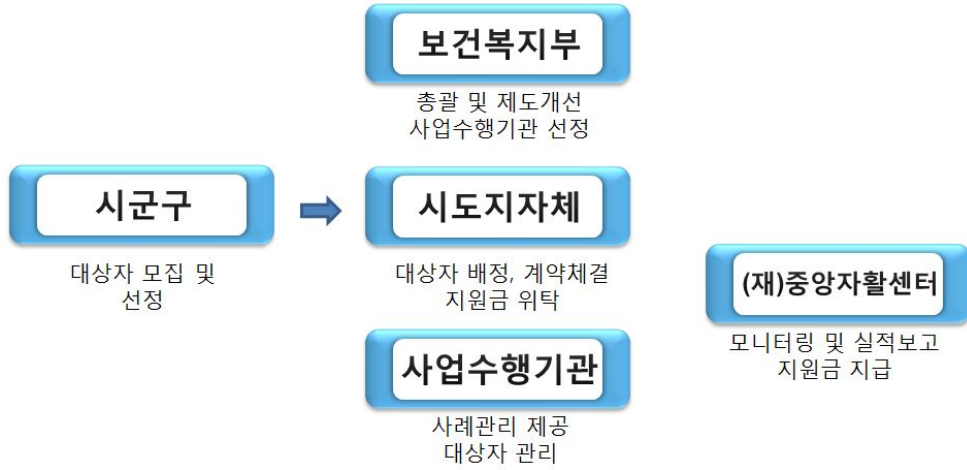 보건복지부
총괄 및 제도개선
사업수행기관 선정
시군구
대상자 모집 및
선정
시도지자체
대상자 배정, 계약체결
지원금 위탁
(재)중앙자활센터
모니터링 및 실적보고
지원금 지급
사업수행기관
사례관리 제공
대상자 관리